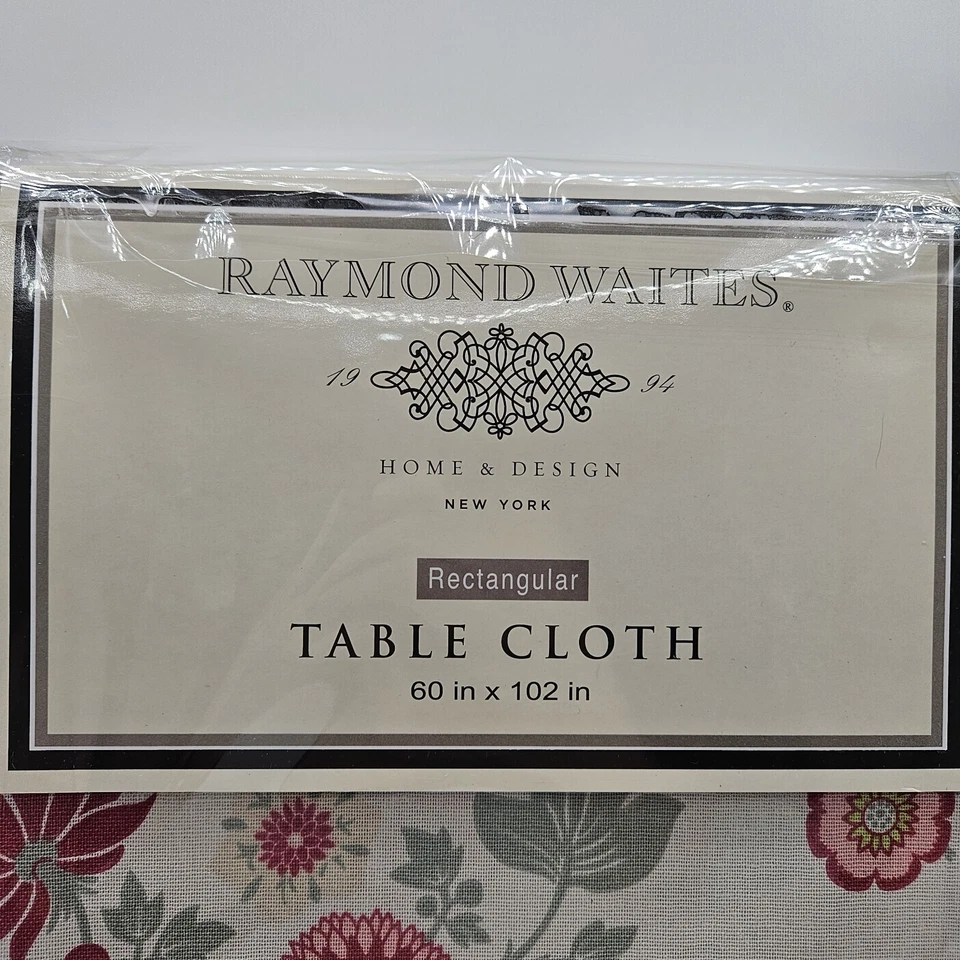 RAYMOND WAITES®
19 94
HOME & DESIGN
NEW YORK
Rectangular
TABLE CLOTH
60 in x 102 in